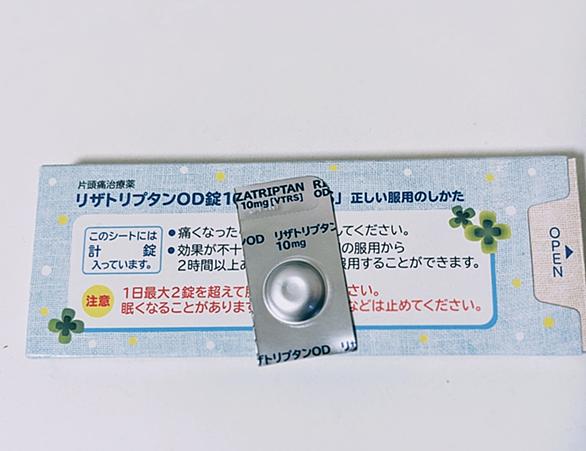 片頭痛治療薬
リザトリプタンOD錠1 」 正しい服用のしかた
このシートには
計 錠
入っています。
●痛くなった してください。
●効果が不十 の服用から
2時間以上あ 服用することができます。
注意
1日最大2錠を超えて さい。
眠くなることがあります などは止めてください。
OPEN
ZATRIPTAN RI
10mg [VTRS] OD
OD リザトリプタン
10mg
ザトリプタンOD リ